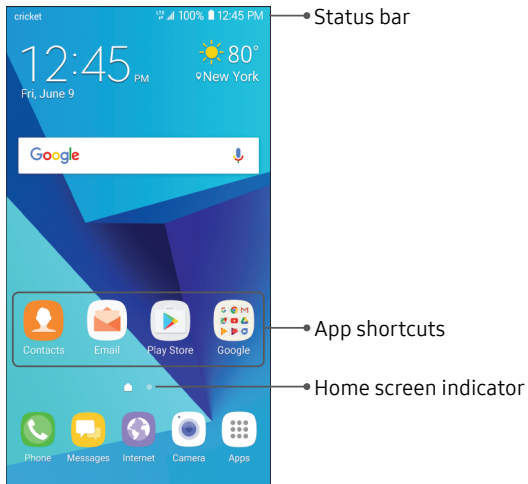 cricket LTE 100% 12:45 PM
Status bar
12:45 PM
80°
Fri, June 9
New York
Google
App shortcuts
Contacts Email Play Store Google
Home screen indicator
Phone Messages Internet Camera Apps